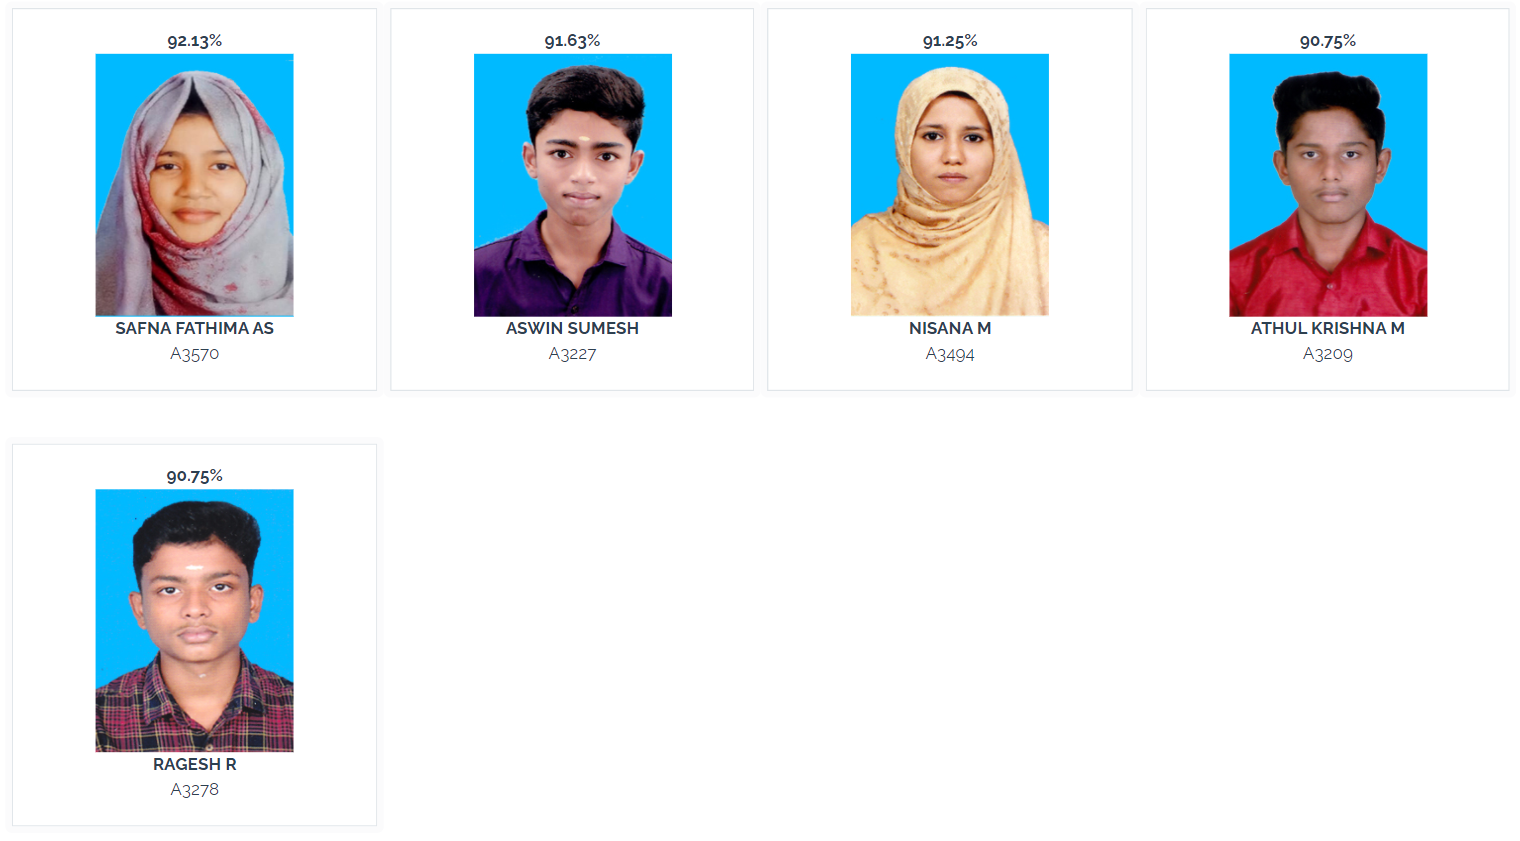 92.13%
SAFNA FATHIMA AS
A3570
91.63%
ASWIN SUMESH
A3227
91.25%
NISANA M
A3494
90.75%
ATHUL KRISHNA M
A3209
90.75%
RAGESH R
A3278